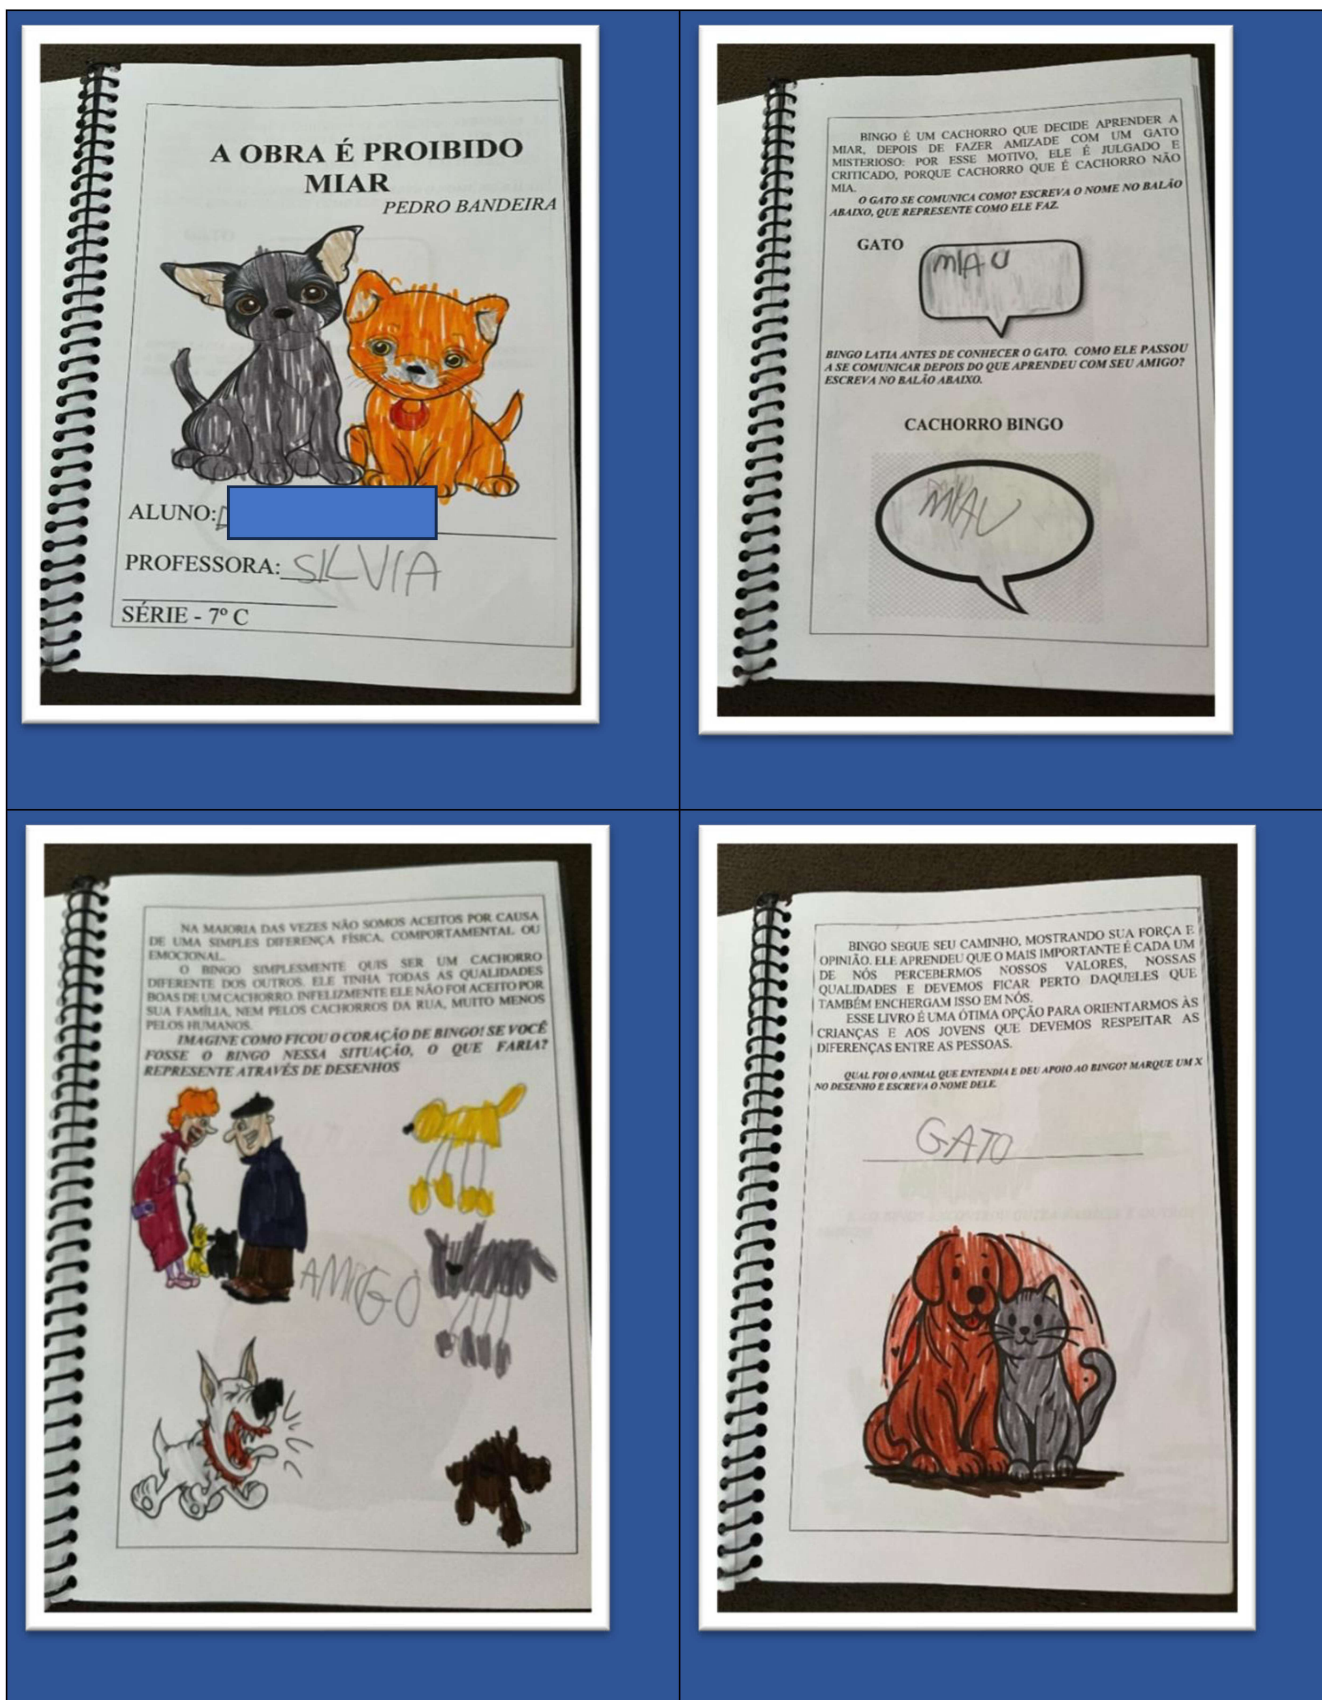 A OBRA É PROIBIDO
MIAR
PEDRO BANDEIRA
ALUNO:
PROFESSORA: SILVIA
SÉRIE - 7º C
BINGO É UM CACHORRO QUE DECIDE APRENDER A
MIAR, DEPOIS DE FAZER AMIZADE COM UM GATO
MISTERIOSO: POR ESSE MOTIVO, ELE É JULGADO E
CRITICADO, PORQUE CACHORRO QUE É CACHORRO NÃO
MIA.
O GATO SE COMUNICA COMO? ESCREVA O NOME NO BALÃO
ABAIXO, QUE REPRESENTE COMO ELE FAZ.
GATO
MIAU
BINGO LATIA ANTES DE CONHECER O GATO. COMO ELE PASSOU
A SE COMUNICAR DEPOIS DO QUE APRENDEU COM SEU AMIGO?
ESCREVA NO BALÃO ABAIXO.
CACHORRO BINGO
MIAU
NA MAIORIA DAS VEZES NÃO SOMOS ACEITOS POR CAUSA
DE UMA SIMPLES DIFERENÇA FÍSICA, COMPORTAMENTAL OU
EMOCIONAL.
O BINGO SIMPLESMENTE QUIS SER UM CACHORRO
DIFERENTE DOS OUTROS. ELE TINHA TODAS AS QUALIDADES
BOAS DE UM CACHORRO. INFELIZMENTE ELE NÃO FOI ACEITO POR
SUA FAMÍLIA, NEM PELOS CACHORROS DA RUA, MUITO MENOS
PELOS HUMANOS.
IMAGINE COMO FICOU O CORAÇÃO DE BINGO! SE VOCÊ
FOSSE O BINGO NESSA SITUAÇÃO, O QUE FARIA?
REPRESENTE ATRAVÉS DE DESENHOS
AMIGO
BINGO SEGUE SEU CAMINHO, MOSTRANDO SUA FORÇA E
OPINIÃO. ELE APRENDEU QUE O MAIS IMPORTANTE É CADA UM
DE NÓS PERCEBERMOS NOSSOS VALORES, NOSSAS
QUALIDADES E DEVEMOS FICAR PERTO DAQUELES QUE
TAMBÉM ENCHERGAM ISSO EM NÓS.
ESSE LIVRO É UMA ÓTIMA OPÇÃO PARA ORIENTARMOS ÀS
CRIANÇAS E AOS JOVENS QUE DEVEMOS RESPEITAR AS
DIFERENÇAS ENTRE AS PESSOAS.
QUAL FOI O ANIMAL QUE ENTENDIA E DEU APOIO AO BINGO? MARQUE UM X
NO DESENHO E ESCREVA O NOME DELE.
GATO